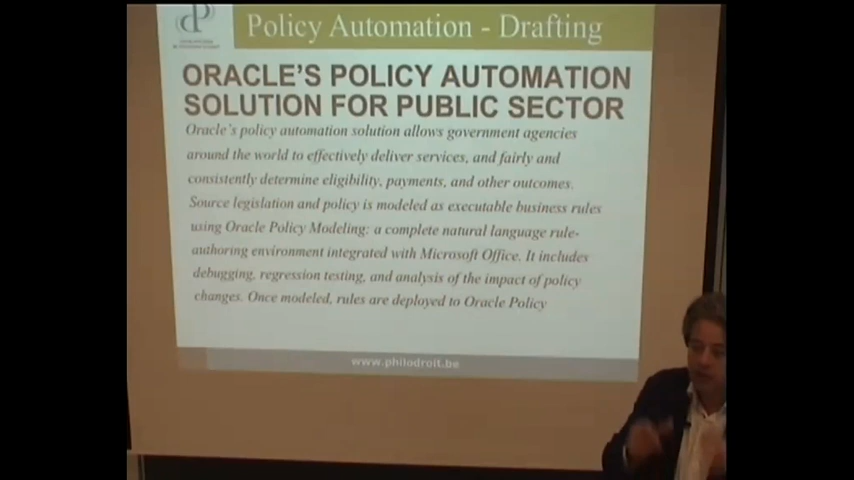 dP
Policy Automation - Drafting
ORACLE'S POLICY AUTOMATION
SOLUTION FOR PUBLIC SECTOR
Oracle's policy automation solution allows government agencies
around the world to effectively deliver services, and fairly and
consistently determine eligibility, payments, and other outcomes.
Source legislation and policy is modeled as executable business rules
using Oracle Policy Modeling: a complete natural language rule-
authoring environment integrated with Microsoft Office. It includes
debugging, regression testing, and analysis of the impact of policy
changes. Once modeled, rules are deployed to Oracle Policy
www.philodroit.be